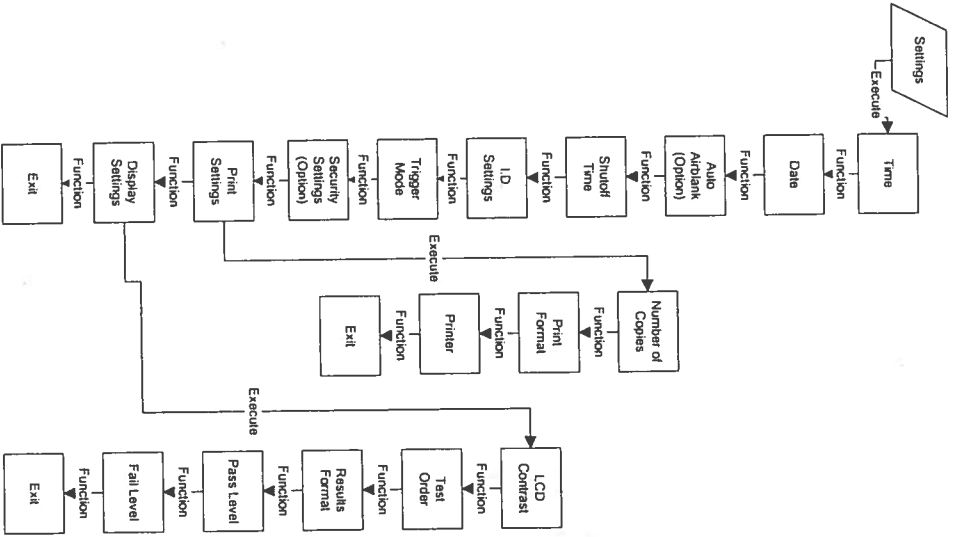 Settings
Execute
Time
Function
Date
Function
Auto
Airblank
(Option)
Function
Shutoff
Time
Function
I.D
Settings
Function
Trigger
Mode
Function
Security
Settings
(Option)
Function
Print
Settings
Function
Display
Settings
Function
Exit
Execute
Number of
Copies
Function
Print
Format
Function
Printer
Function
Exit
Execute
LCD
Contrast
Function
Test
Order
Function
Results
Format
Function
Pass Level
Function
Fail Level
Function
Exit